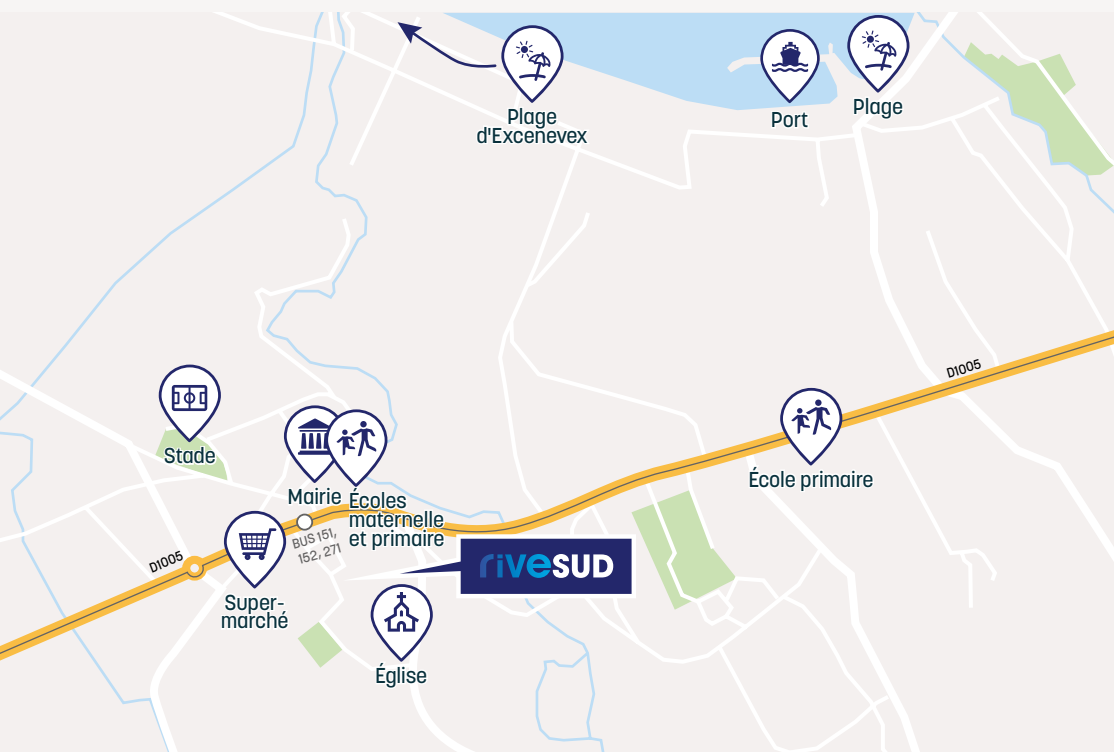 Plage
d'Excenevex
Port
Plage
D1005
Stade
Mairie
Écoles
maternelle
et primaire
École primaire
BUS 151,
152, 271
D1005
riveSUD
Super-
marché
Église